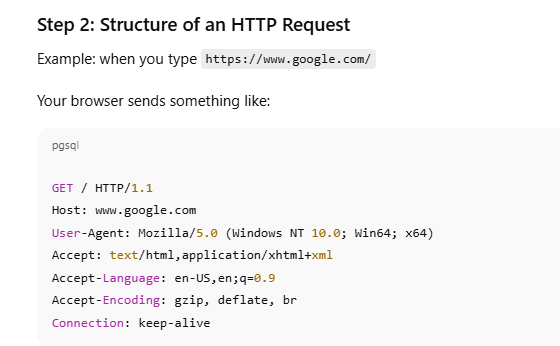 Step 2: Structure of an HTTP Request
Example: when you type https://www.google.com/
Your browser sends something like:
pgsql
GET / HTTP/1.1
Host: www.google.com
User-Agent: Mozilla/5.0 (Windows NT 10.0; Win64; x64)
Accept: text/html,application/xhtml+xml
Accept-Language: en-US,en;q=0.9
Accept-Encoding: gzip, deflate, br
Connection: keep-alive